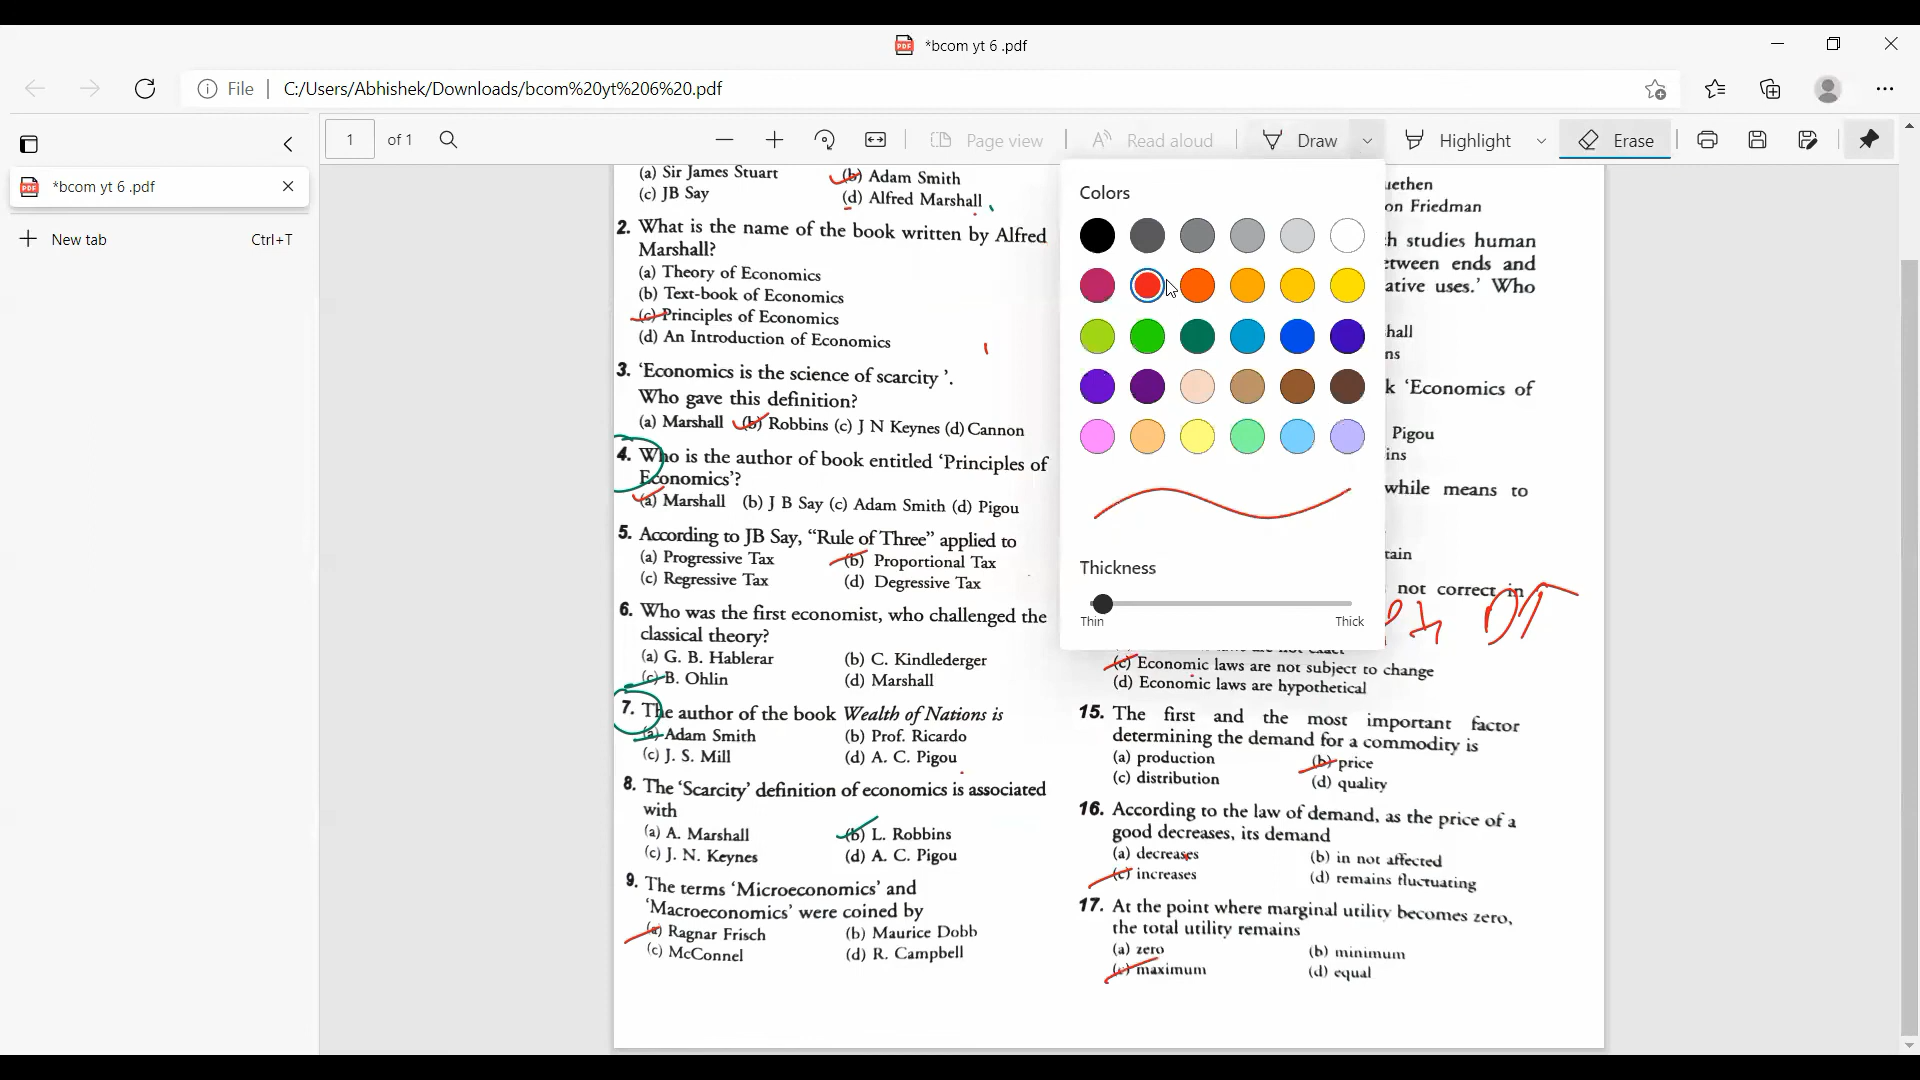 *bcom yt 6 .pdf
File
C:/Users/Abhishek/Downloads/bcom%20yt%206%20.pdf
1 of 1
Page view
Read aloud
Draw
Highlight
Erase
*bcom yt 6 .pdf
New tab Ctrl+T
(a) Sir James Stuart (b) Adam Smith
(c) JB Say (d) Alfred Marshall
2. What is the name of the book written by Alfred
Marshall?
(a) Theory of Economics
(b) Text-book of Economics
(c) Principles of Economics
(d) An Introduction of Economics
3. ‘Economics is the science of scarcity ’.
Who gave this definition?
(a) Marshall (b) Robbins (c) J N Keynes (d) Cannon
4. Who is the author of book entitled ‘Principles of
Economics’?
(a) Marshall (b) J B Say (c) Adam Smith (d) Pigou
5. According to JB Say, “Rule of Three” applied to
(a) Progressive Tax (b) Proportional Tax
(c) Regressive Tax (d) Degressive Tax
6. Who was the first economist, who challenged the
classical theory?
(a) G. B. Hablerar (b) C. Kindlederger
(c) B. Ohlin (d) Marshall
7. The author of the book Wealth of Nations is
(a) Adam Smith (b) Prof. Ricardo
(c) J. S. Mill (d) A. C. Pigou
8. The ‘Scarcity’ definition of economics is associated
with
(a) A. Marshall (b) L. Robbins
(c) J. N. Keynes (d) A. C. Pigou
9. The terms ‘Microeconomics’ and
‘Macroeconomics’ were coined by
(a) Ragnar Frisch (b) Maurice Dobb
(c) McConnel (d) R. Campbell
Colors
Thickness
Thin Thick
uethen
on Friedman
h studies human
etween ends and
ative uses.’ Who
hall
ns
k ‘Economics of
Pigou
ins
while means to
tain
not correct in
(c) Economic laws are not subject to change
(d) Economic laws are hypothetical
15. The first and the most important factor
determining the demand for a commodity is
(a) production (b) price
(c) distribution (d) quality
16. According to the law of demand, as the price of a
good decreases, its demand
(a) decreases (b) in not affected
(c) increases (d) remains fluctuating
17. At the point where marginal utility becomes zero,
the total utility remains
(a) zero (b) minimum
(c) maximum (d) equal